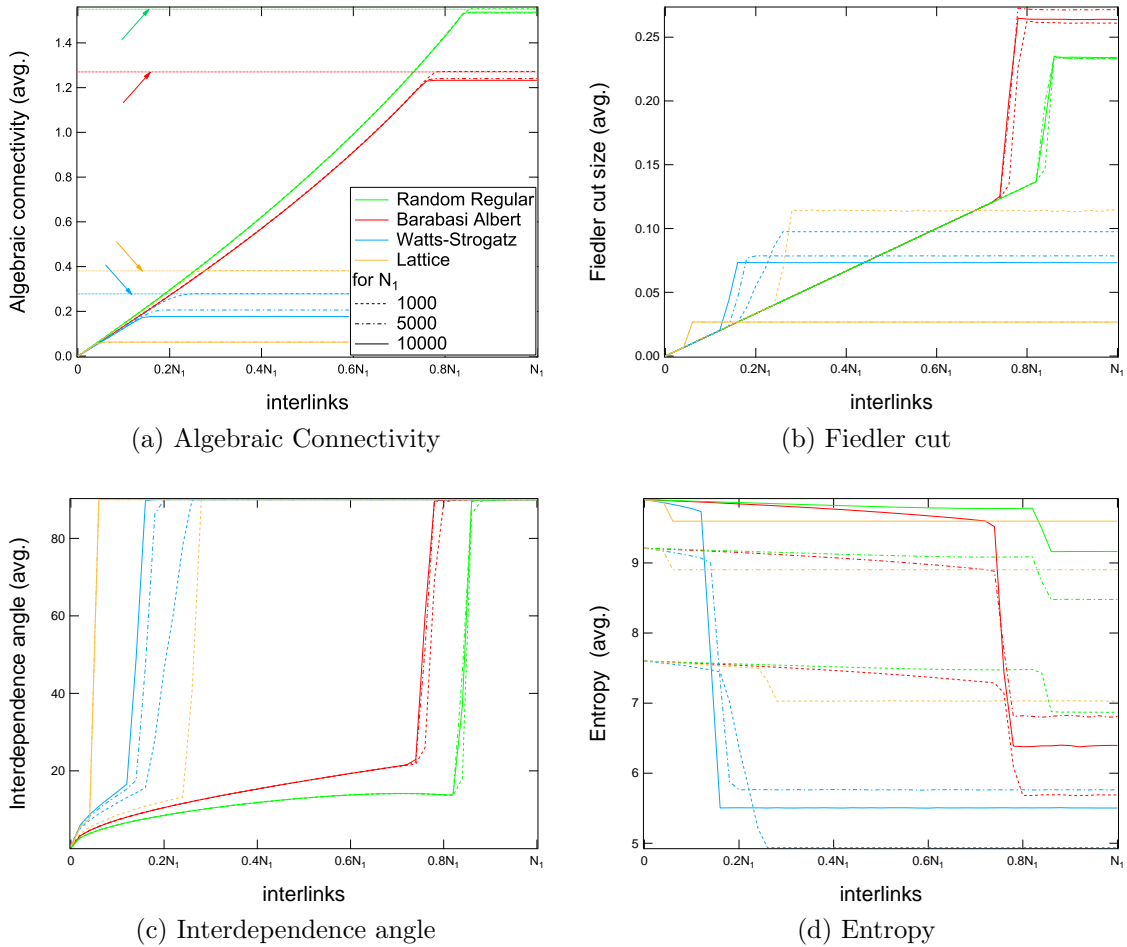 Algebraic connectivity (avg.)
1.4
1.2
1.0
0.8
0.6
0.4
0.2
0.0
0
0.2N₁
0.4N₁
0.6N₁
0.8N₁
N₁
interlinks
Random Regular
Barabasi Albert
Watts-Strogatz
Lattice
for N₁
1000
5000
10000
(a) Algebraic Connectivity
Fiedler cut size (avg.)
0.25
0.20
0.15
0.10
0.05
0.00
0
0.2N₁
0.4N₁
0.6N₁
0.8N₁
N₁
interlinks
(b) Fiedler cut
Interdependence angle (avg.)
80
60
40
20
0
0.2N₁
0.4N₁
0.6N₁
0.8N₁
N₁
interlinks
(c) Interdependence angle
Entropy (avg.)
9
8
7
6
5
0
0.2N₁
0.4N₁
0.6N₁
0.8N₁
N₁
interlinks
(d) Entropy